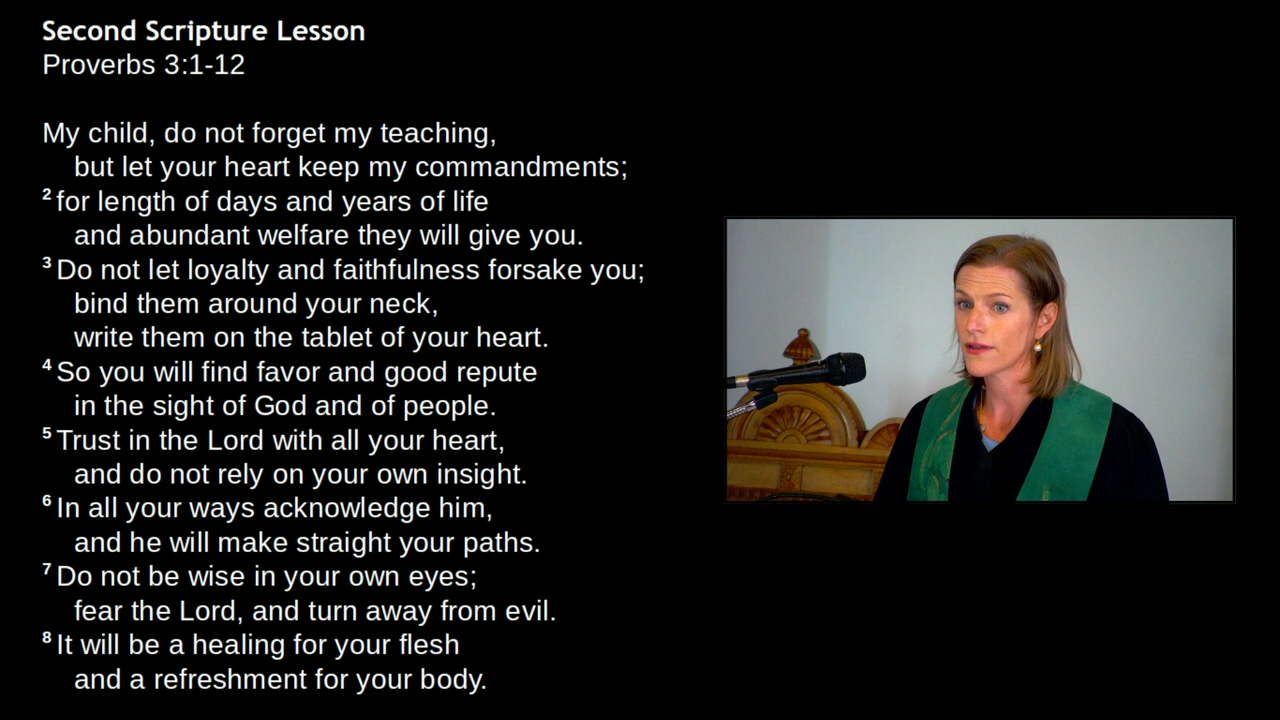 Second Scripture Lesson
Proverbs 3:1-12
My child, do not forget my teaching,
but let your heart keep my commandments;
2 for length of days and years of life
and abundant welfare they will give you.
3 Do not let loyalty and faithfulness forsake you;
bind them around your neck,
write them on the tablet of your heart.
4 So you will find favor and good repute
in the sight of God and of people.
5 Trust in the Lord with all your heart,
and do not rely on your own insight.
6 In all your ways acknowledge him,
and he will make straight your paths.
7 Do not be wise in your own eyes;
fear the Lord, and turn away from evil.
8 It will be a healing for your flesh
and a refreshment for your body.